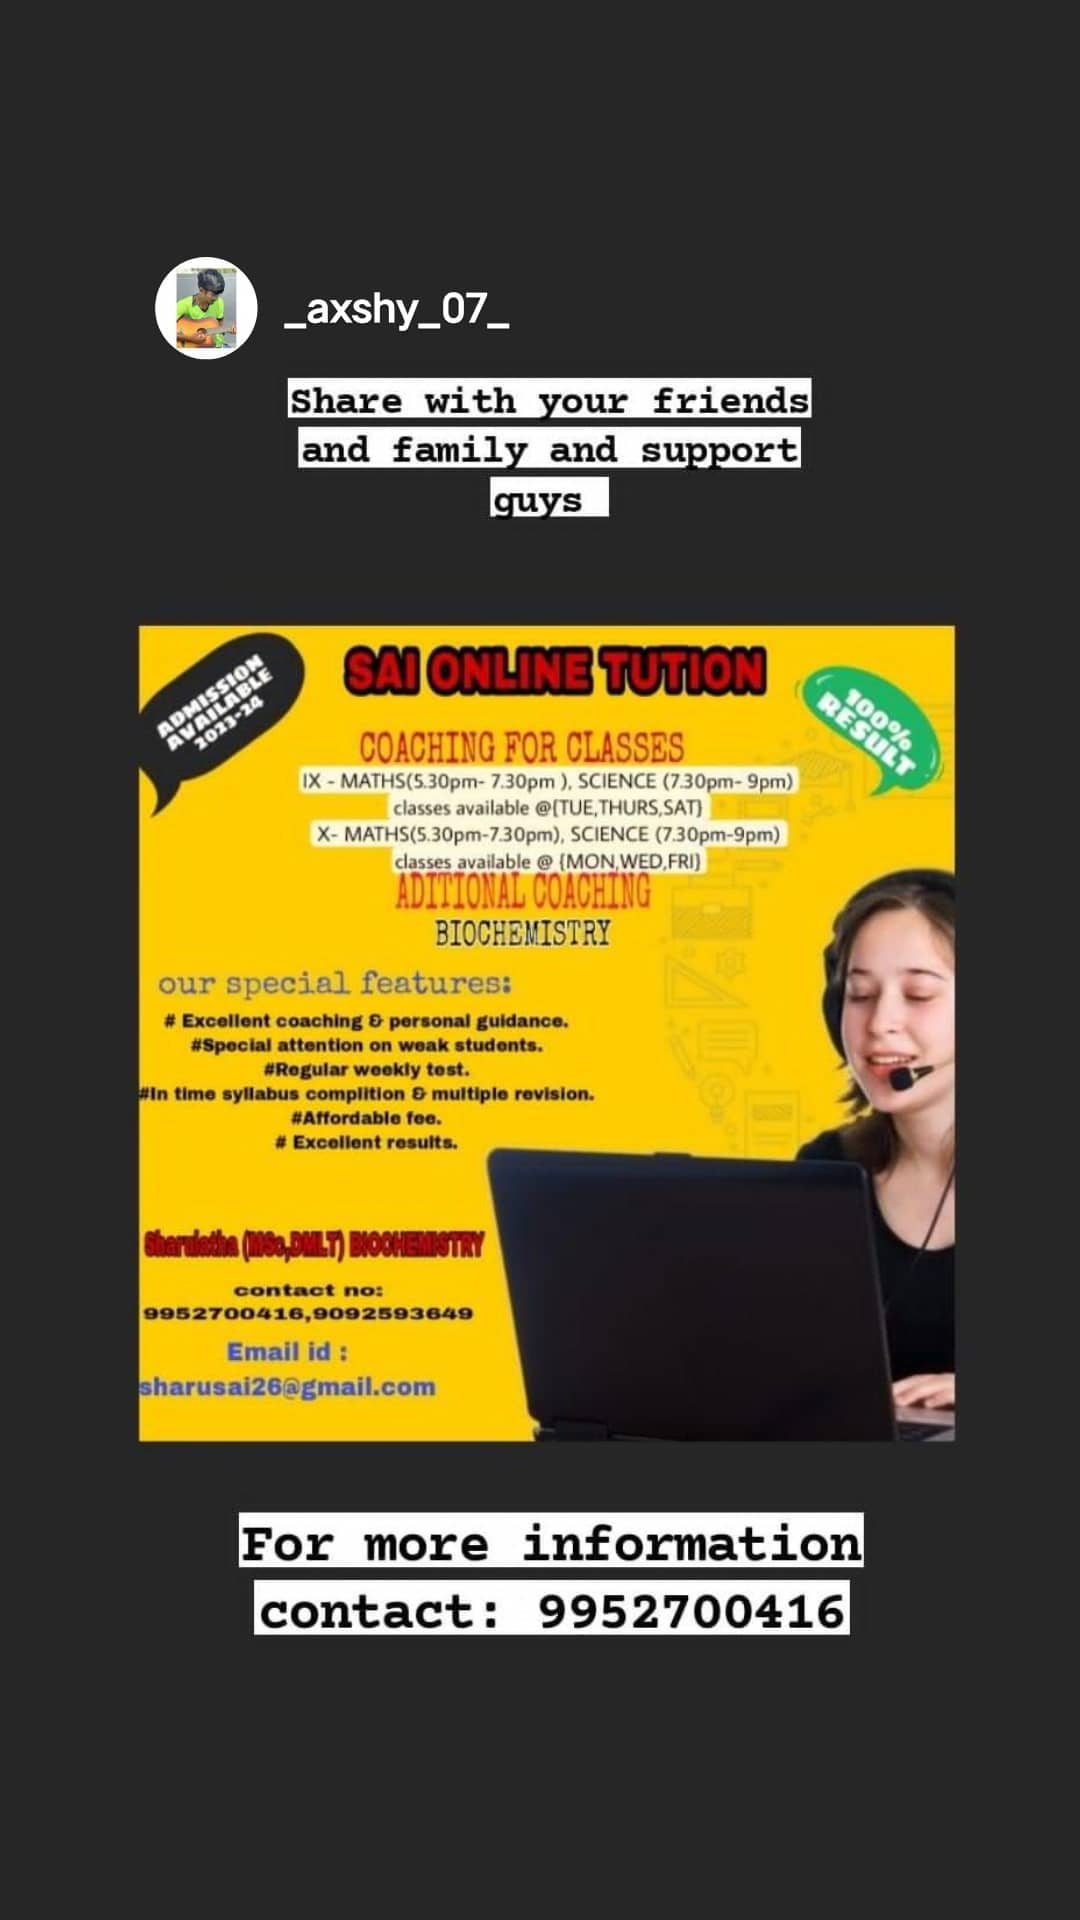 _axshy_07_
Share with your friends
and family and support
guys
ADMISSION
AVAILABLE
2023-24
SAI ONLINE TUTION
100%
RESULT
COACHING FOR CLASSES
IX - MATHS(5.30pm- 7.30pm ), SCIENCE (7.30pm- 9pm)
classes available @{TUE,THURS,SAT}
X- MATHS(5.30pm-7.30pm), SCIENCE (7.30pm-9pm)
classes available @ {MON,WED,FRI}
ADITIONAL COACHING
BIOCHEMISTRY
our special features:
# Excellent coaching & personal guidance.
#Special attention on weak students.
#Regular weekly test.
#In time syllabus complition & multiple revision.
#Affordable fee.
# Excellent results.
Sharulatha (MSc,DMLT) BIOCHEMISTRY
contact no:
9952700416,9092593649
Email id :
sharusai26@gmail.com
For more information
contact: 9952700416